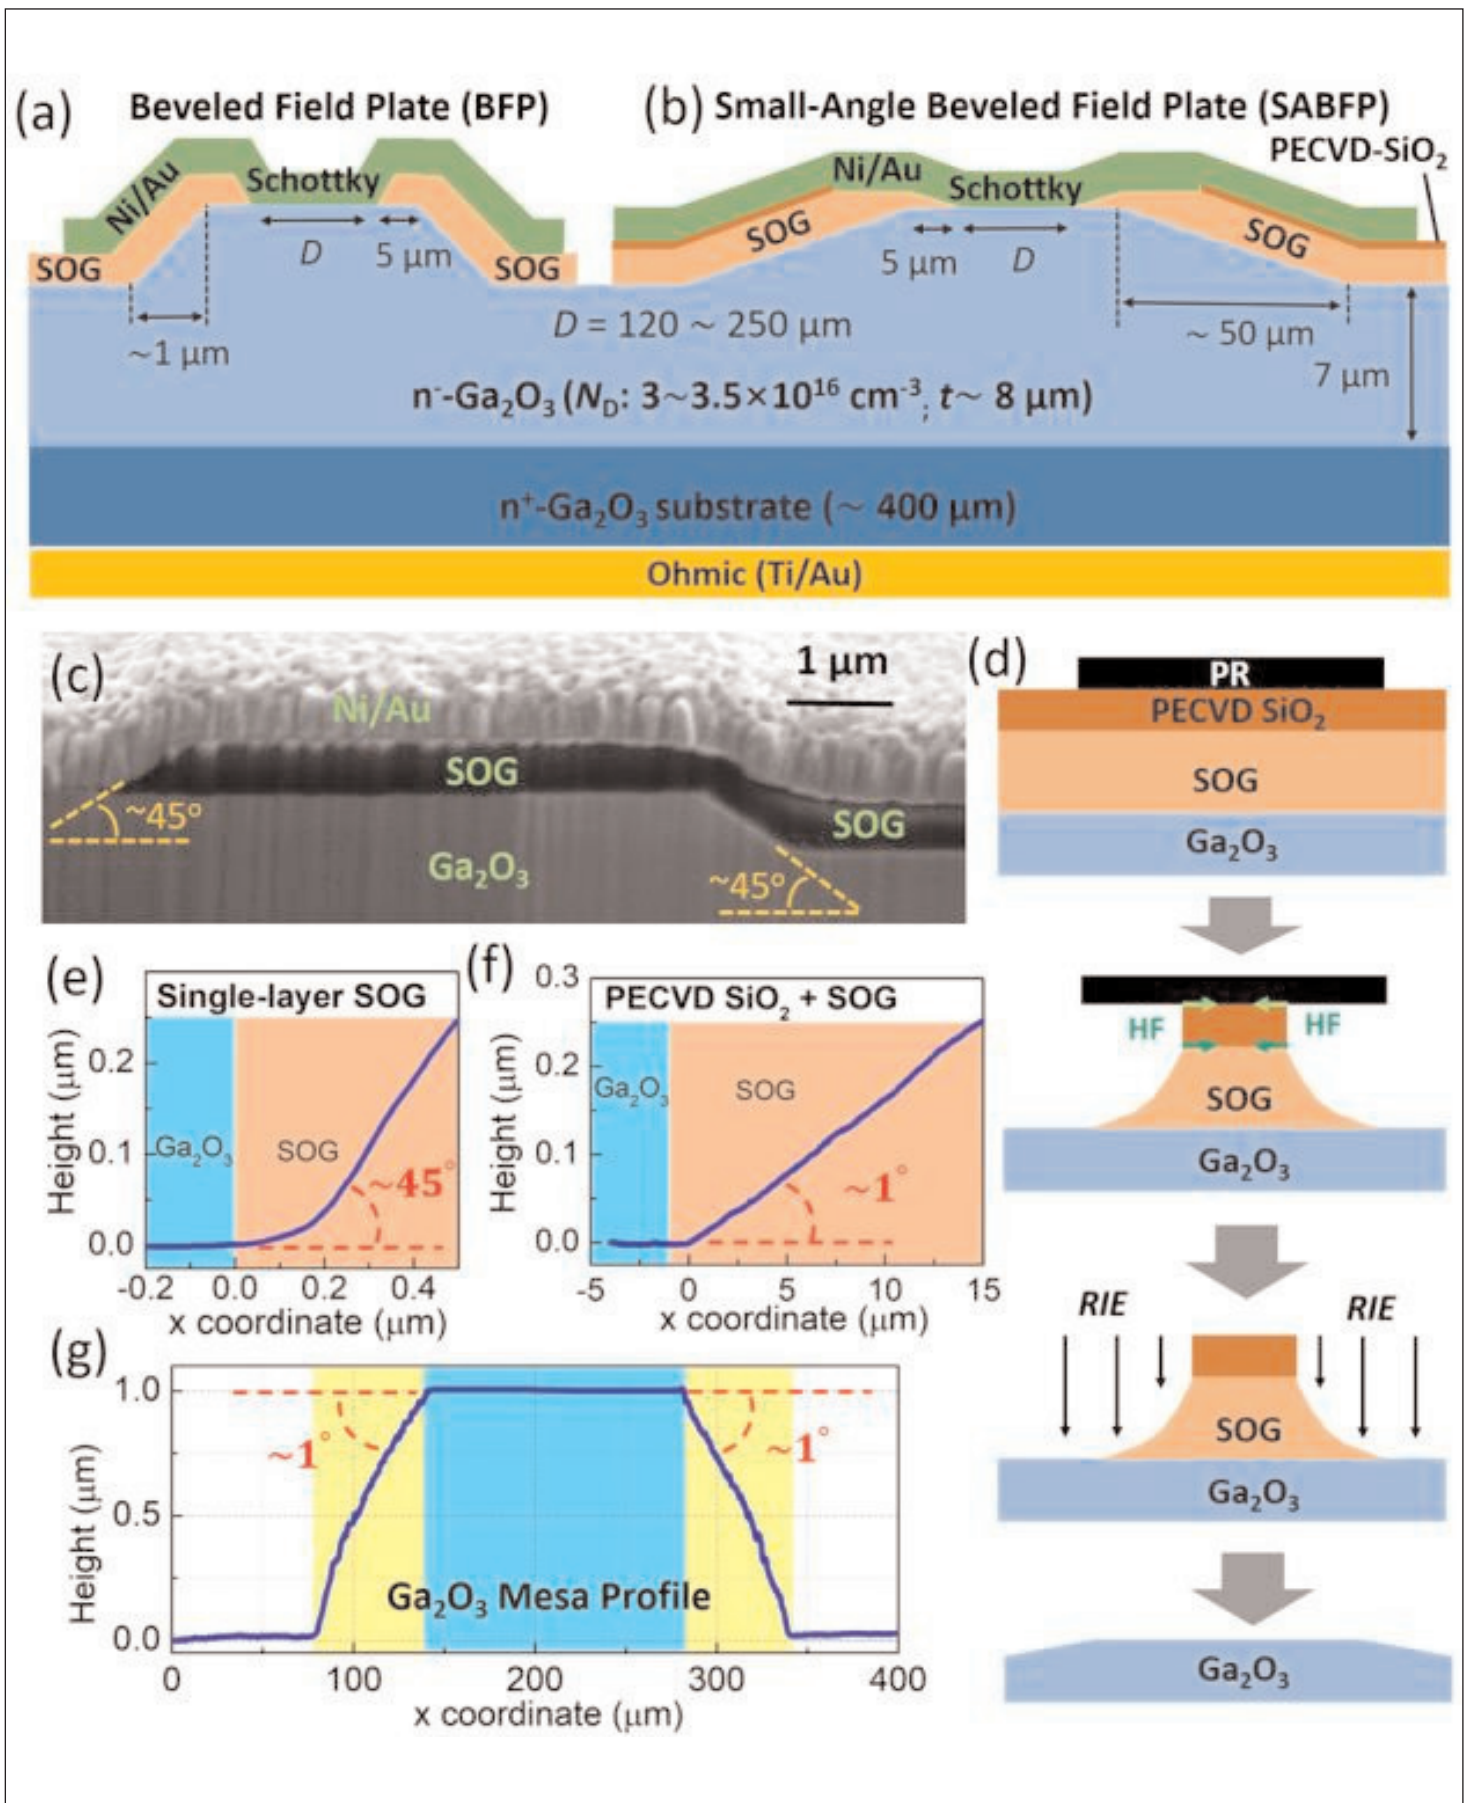 (a)
Beveled Field Plate (BFP)
Ni/Au
Schottky
SOG
SOG
D
5 μm
~1 μm
(b)
Small-Angle Beveled Field Plate (SABFP)
PECVD-SiO₂
Ni/Au
Schottky
SOG
SOG
5 μm
D
D = 120 ~ 250 μm
~ 50 μm
7 μm
n⁻-Ga₂O₃ (N_D: 3~3.5×10¹⁶ cm⁻³; t~ 8 μm)
n⁺-Ga₂O₃ substrate (~ 400 μm)
Ohmic (Ti/Au)
(c)
1 μm
Ni/Au
SOG
SOG
~45°
Ga₂O₃
~45°
(d)
PR
PECVD SiO₂
SOG
Ga₂O₃
HF
HF
SOG
Ga₂O₃
RIE
RIE
SOG
Ga₂O₃
Ga₂O₃
(e)
Single-layer SOG
Height (μm)
0.2
0.1
0.0
Ga₂O₃
SOG
~45°
-0.2 0.0 0.2 0.4
x coordinate (μm)
(f)
PECVD SiO₂ + SOG
Height (μm)
0.3
0.2
0.1
0.0
Ga₂O₃
SOG
~1°
-5 0 5 10 15
x coordinate (μm)
(g)
Height (μm)
1.0
0.5
0.0
~1°
~1°
Ga₂O₃ Mesa Profile
0 100 200 300 400
x coordinate (μm)